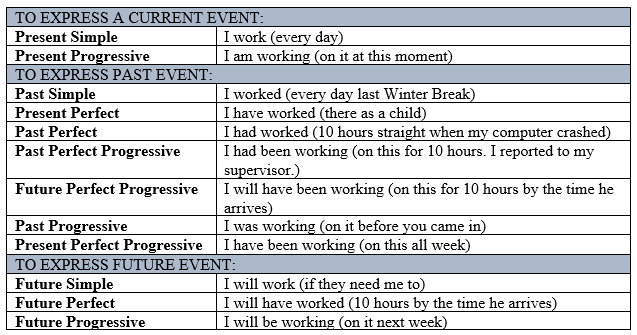 TO EXPRESS A CURRENT EVENT:
Present Simple I work (every day)
Present Progressive I am working (on it at this moment)
TO EXPRESS PAST EVENT:
Past Simple I worked (every day last Winter Break)
Present Perfect I have worked (there as a child)
Past Perfect I had worked (10 hours straight when my computer crashed)
Past Perfect Progressive I had been working (on this for 10 hours. I reported to my
supervisor.)
Future Perfect Progressive I will have been working (on this for 10 hours by the time he
arrives)
Past Progressive I was working (on it before you came in)
Present Perfect Progressive I have been working (on this all week)
TO EXPRESS FUTURE EVENT:
Future Simple I will work (if they need me to)
Future Perfect I will have worked (10 hours by the time he arrives)
Future Progressive I will be working (on it next week)